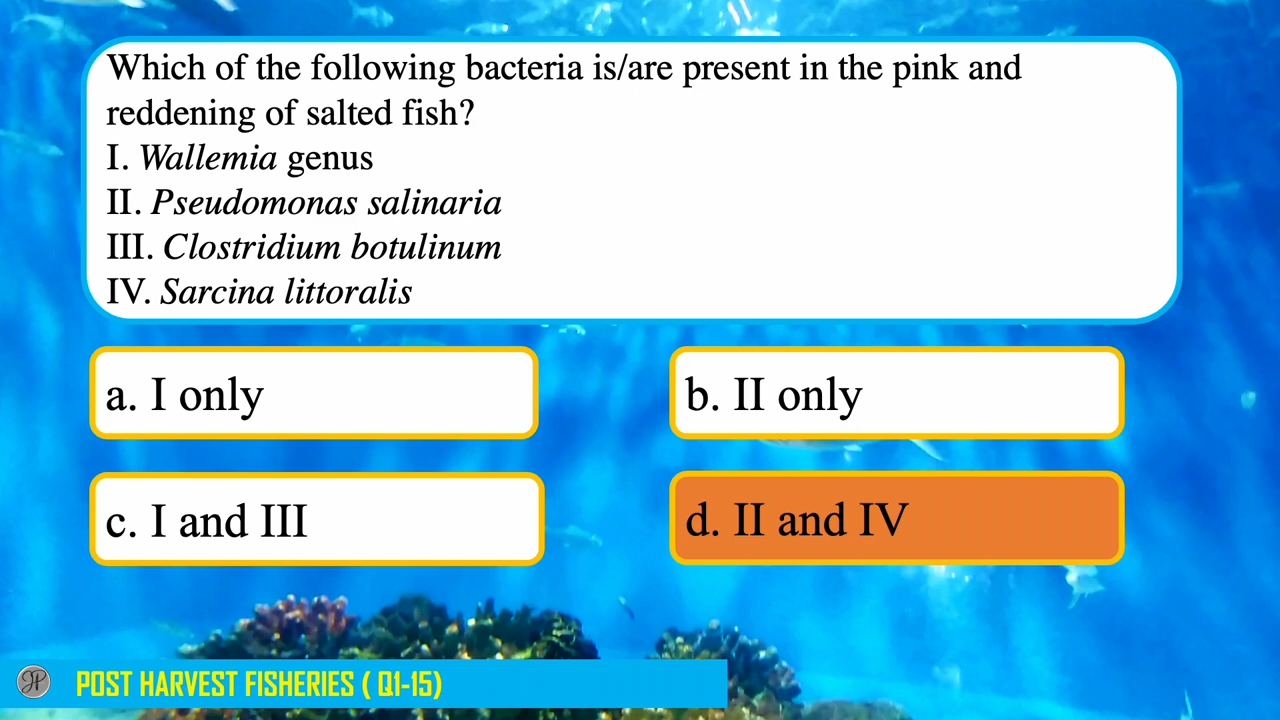 Which of the following bacteria is/are present in the pink and
reddening of salted fish?
I. Wallemia genus
II. Pseudomonas salinaria
III. Clostridium botulinum
IV. Sarcina littoralis
a. I only
b. II only
c. I and III
d. II and IV
POST HARVEST FISHERIES ( Q1-15)